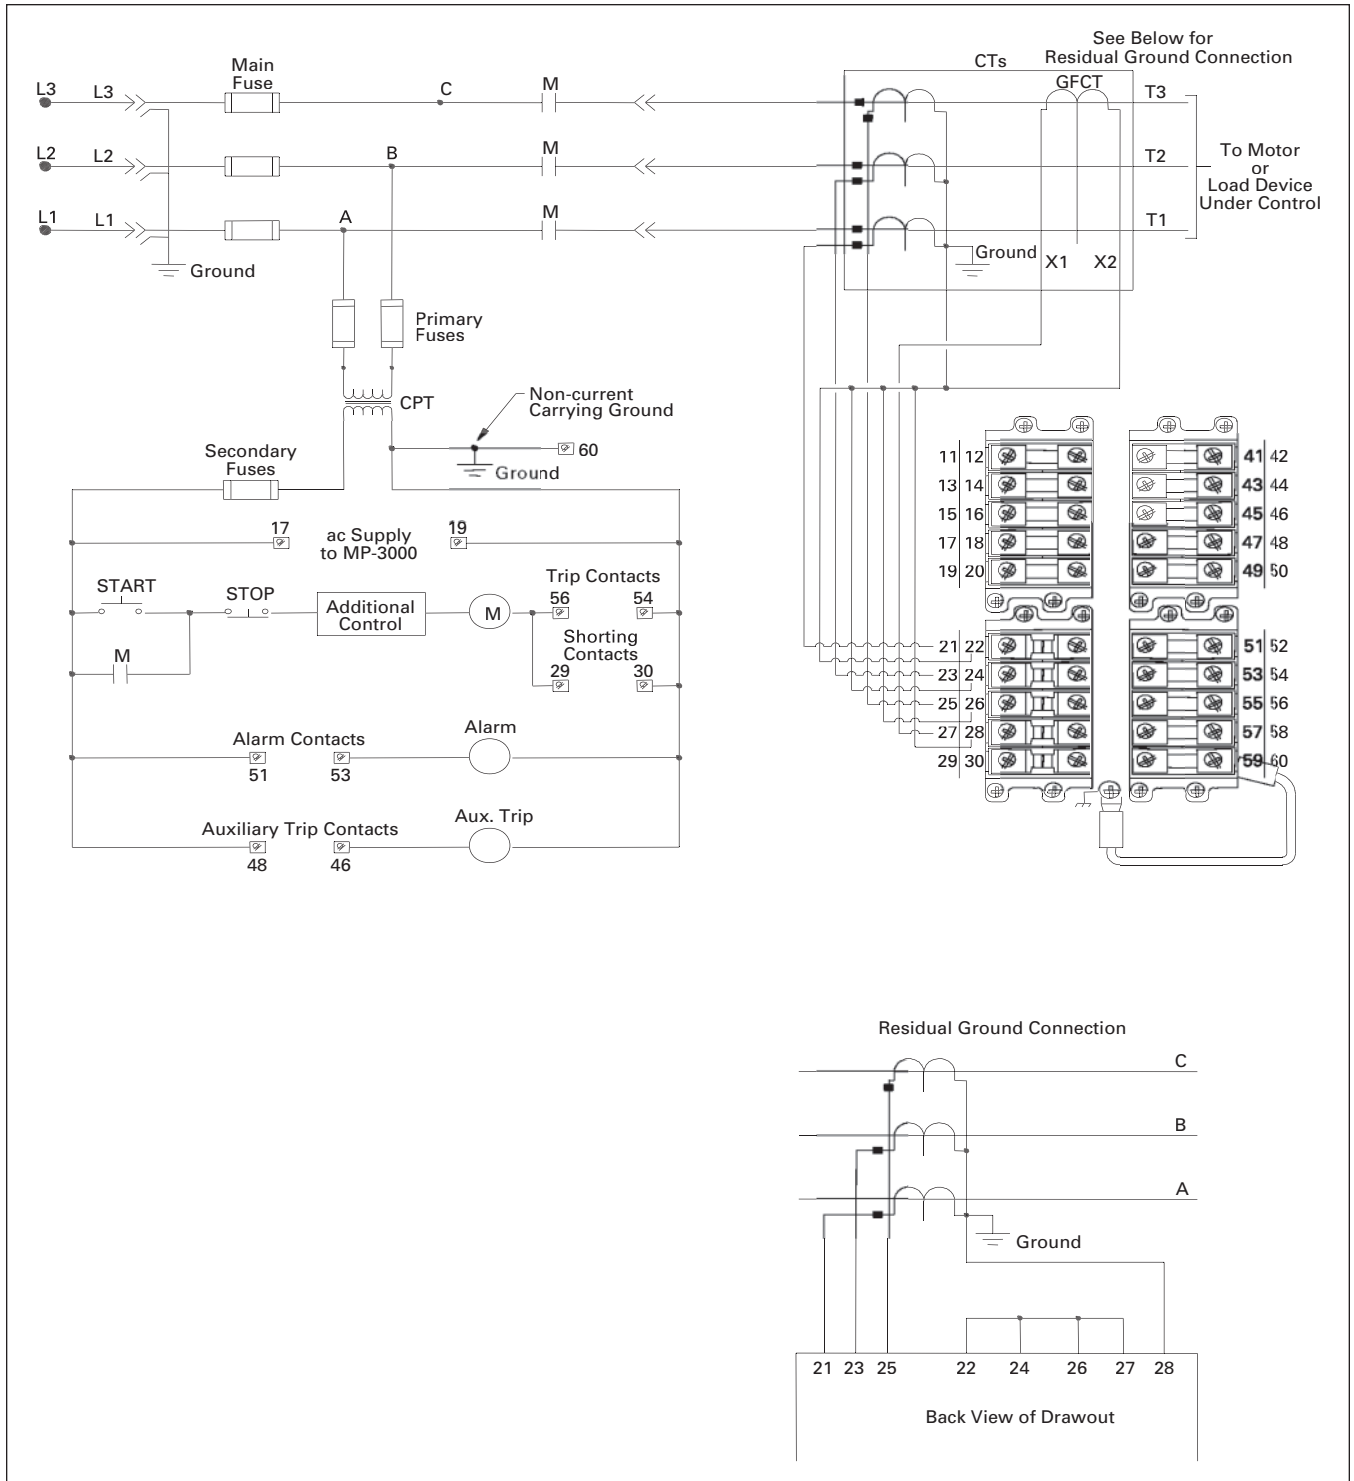 See Below for
Residual Ground Connection
CTs
GFCT
Main
Fuse
L3
L3
C
M
T3
L2
L2
B
M
T2
L1
L1
A
M
T1
To Motor
or
Load Device
Under Control
Ground
Ground
X1
X2
Primary
Fuses
CPT
Non-current
Carrying Ground
60
Ground
Secondary
Fuses
17
ac Supply
to MP-3000
19
START
STOP
Additional
Control
M
Trip Contacts
56
54
Shorting
Contacts
29
30
M
Alarm Contacts
51
53
Alarm
Auxiliary Trip Contacts
48
46
Aux. Trip
11 12
13 14
15 16
17 18
19 20
21 22
23 24
25 26
27 28
29 30
41 42
43 44
45 46
47 48
49 50
51 52
53 54
55 56
57 58
59 60
Residual Ground Connection
C
B
A
Ground
21 23 25 22 24 26 27 28
Back View of Drawout